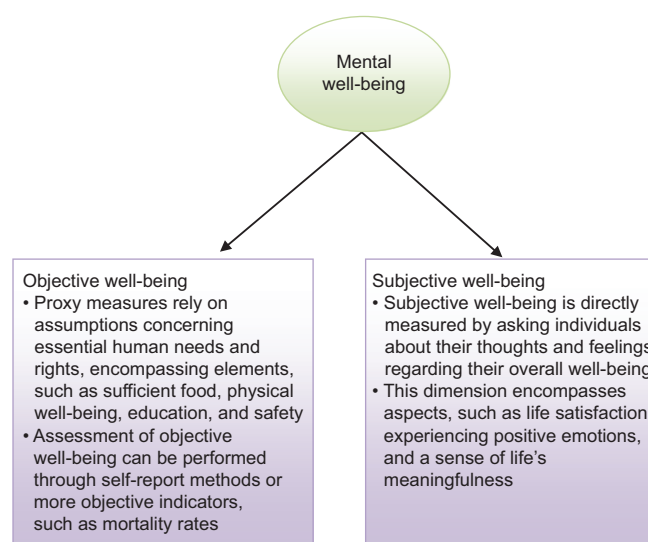 Mental
well-being
Objective well-being
• Proxy measures rely on
assumptions concerning
essential human needs and
rights, encompassing elements,
such as sufficient food, physical
well-being, education, and safety
• Assessment of objective
well-being can be performed
through self-report methods or
more objective indicators,
such as mortality rates
Subjective well-being
• Subjective well-being is directly
measured by asking individuals
about their thoughts and feelings
regarding their overall well-being
• This dimension encompasses
aspects, such as life satisfaction
experiencing positive emotions,
and a sense of life's
meaningfulness